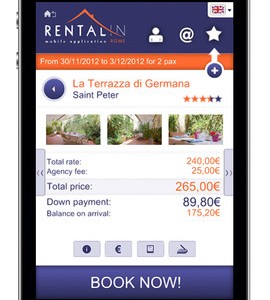 RENTAL IN
mobile application ROME
@
From 30/11/2012 to 3/12/2012 for 2 pax
La Terrazza di Germana
Saint Peter
Total rate: 240,00€
Agency fee: 25,00€
Total price: 265,00€
Down payment: 89,80€
Balance on arrival: 175,20€
i € 
BOOK NOW!